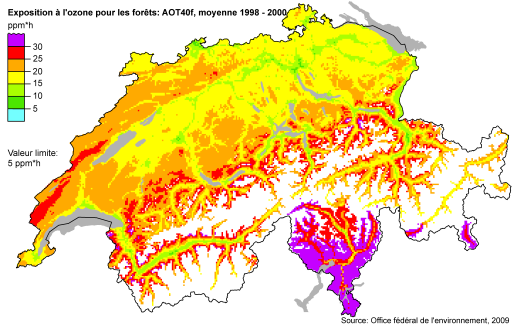 Exposition à l'ozone pour les forêts: AOT40f, moyenne 1998 - 2000
ppm*h
30
25
20
15
10
5
Valeur limite:
5 ppm*h
Source: Office fédéral de l'environnement, 2009